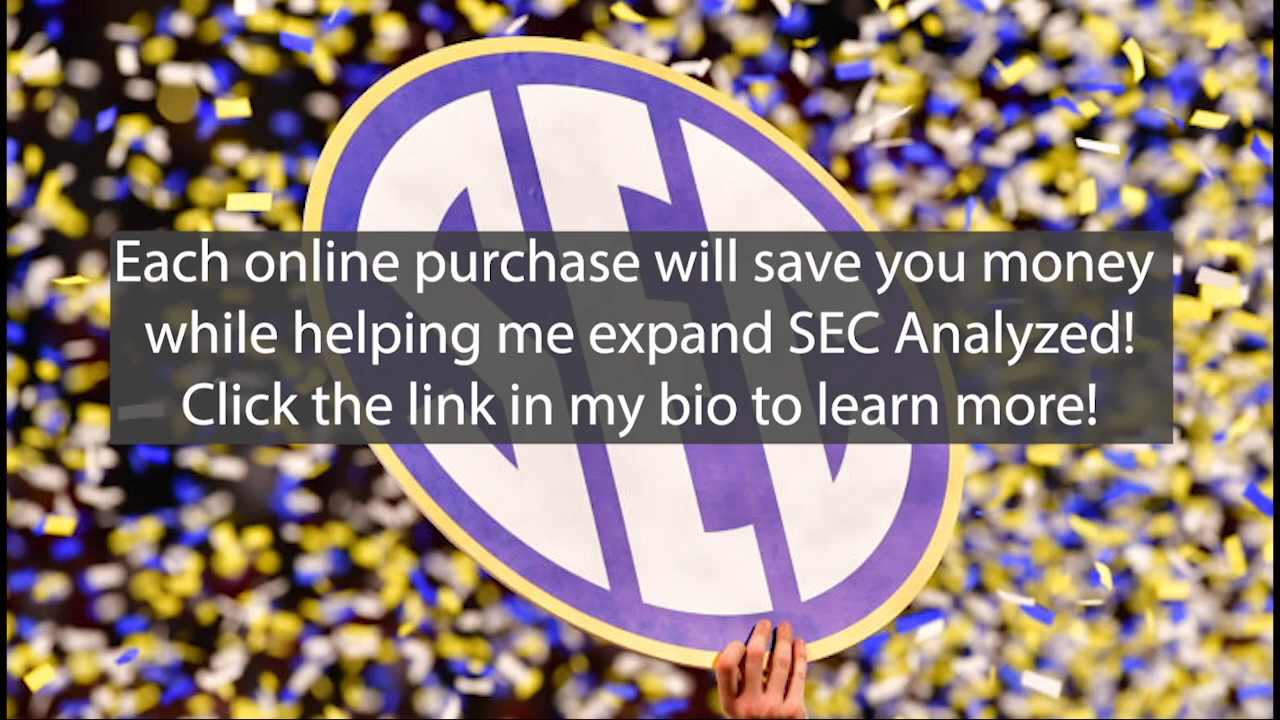 SEC
Each online purchase will save you money
while helping me expand SEC Analyzed!
Click the link in my bio to learn more!